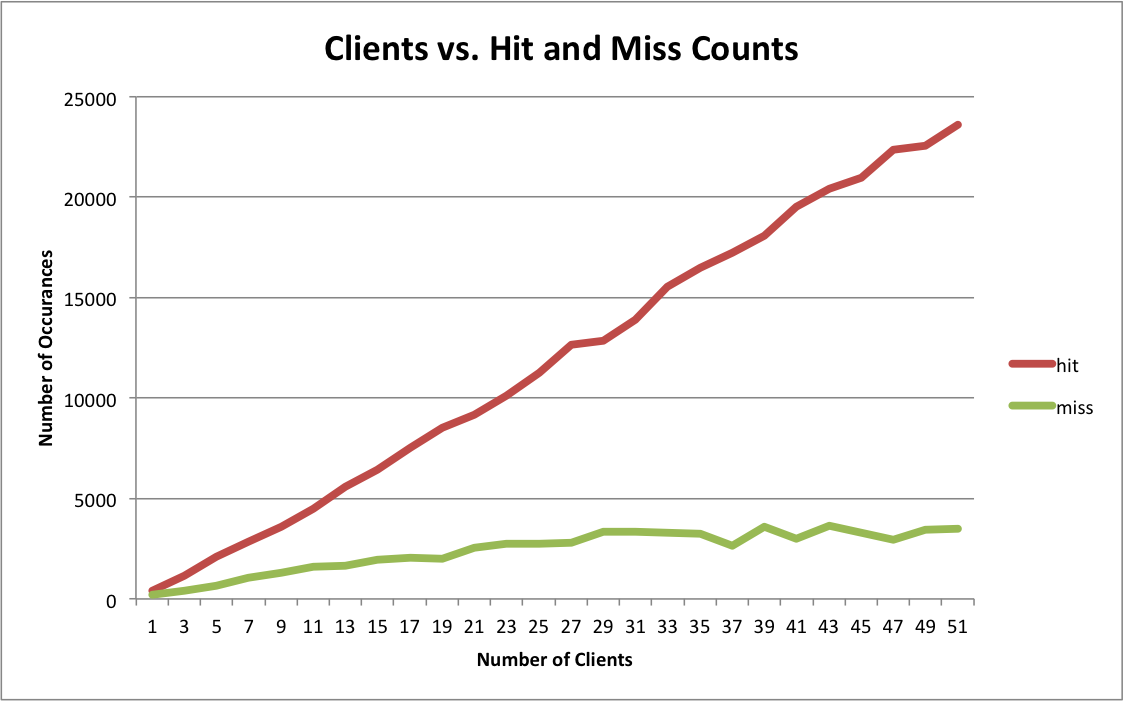 Clients vs. Hit and Miss Counts
25000
20000
15000
10000
5000
0
Number of Occurances
hit
miss
1 3 5 7 9 11 13 15 17 19 21 23 25 27 29 31 33 35 37 39 41 43 45 47 49 51
Number of Clients